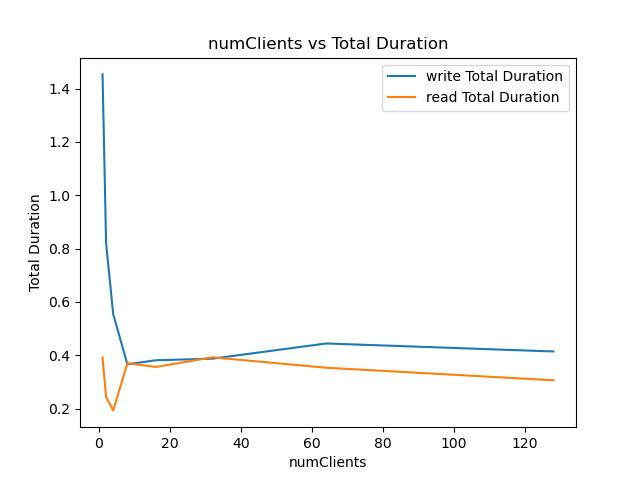 numClients vs Total Duration
write Total Duration
read Total Duration
Total Duration
1.4
1.2
1.0
0.8
0.6
0.4
0.2
0
20
40
60
80
100
120
numClients